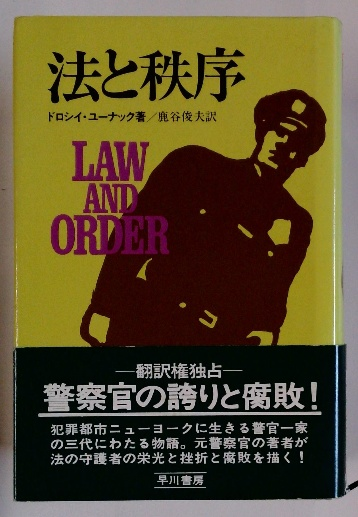 法と秩序
ドロシイ・ユーナック著/鹿谷俊夫訳
LAW
AND
ORDER
—翻訳権独占—
警察官の誇りと腐敗!
犯罪都市ニューヨークに生きる警官一家
の三代にわたる物語。元警察官の著者が
法の守護者の栄光と挫折と腐敗を描く!
早川書房